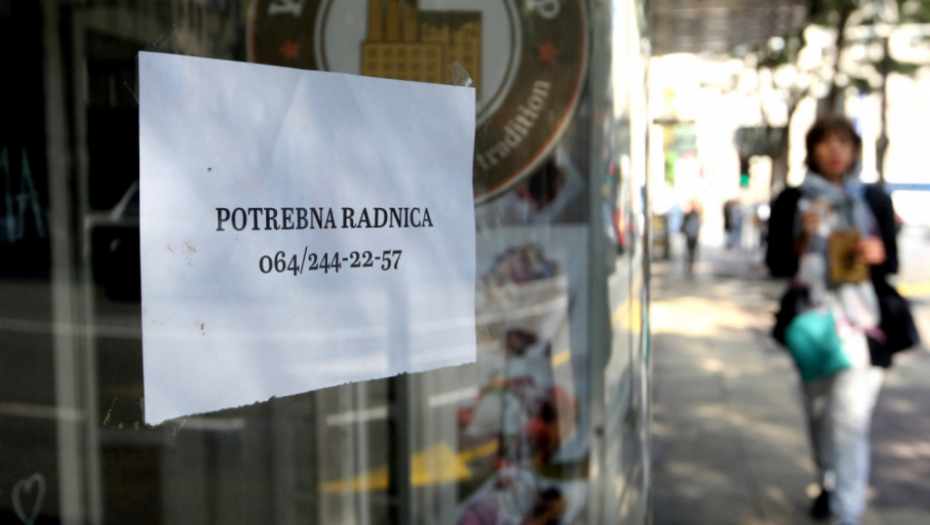 tradition
POTREBNA RADNICA
064/244-22-57